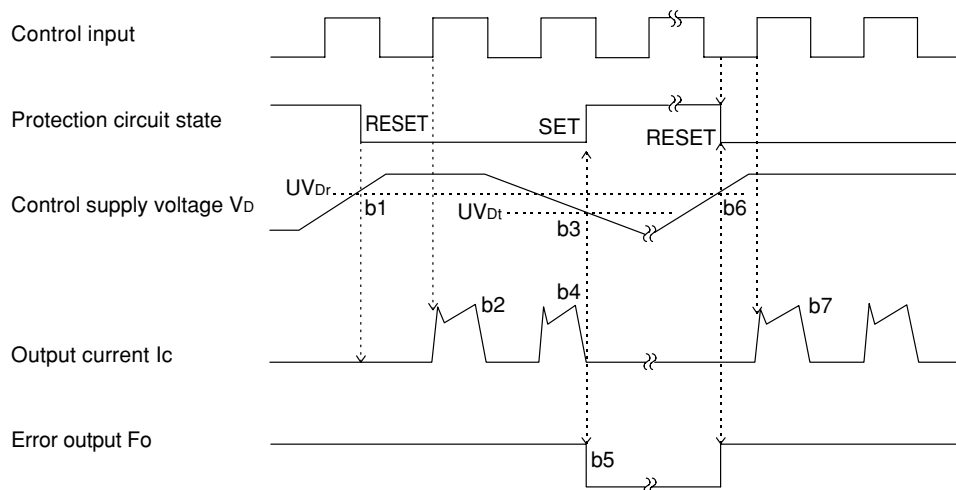 Control input
Protection circuit state
RESET
SET
RESET
UVDr
Control supply voltage VD
b1
UVDt
b3
b6
b2
b4
b7
Output current Ic
Error output Fo
b5